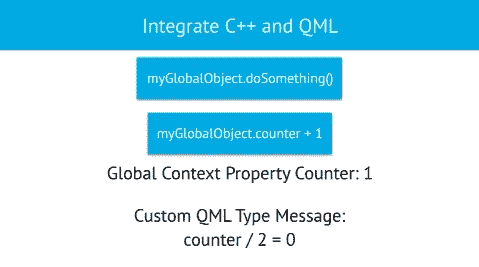 Integrate C++ and QML
myGlobalObject.doSomething()
myGlobalObject.counter + 1
Global Context Property Counter: 1
Custom QML Type Message:
counter / 2 = 0